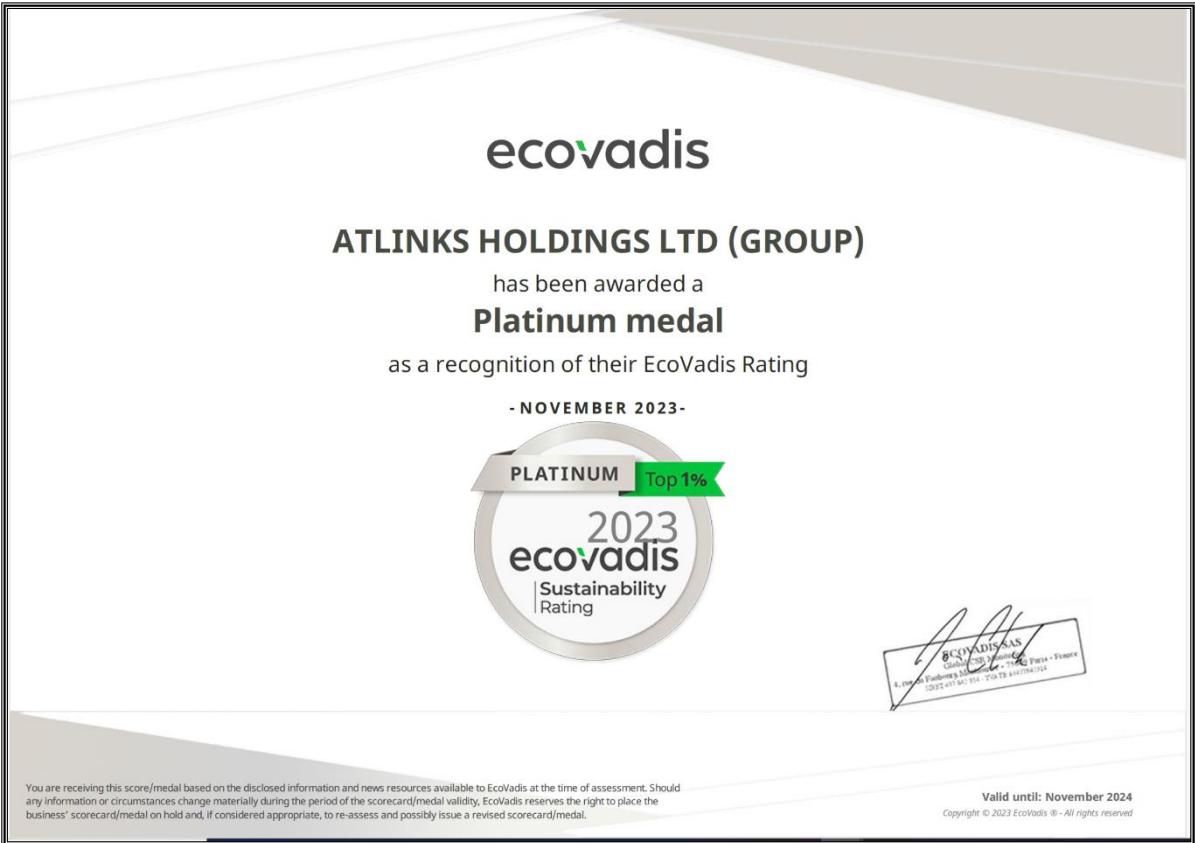 ecovadis
ATLINKS HOLDINGS LTD (GROUP)
has been awarded a
Platinum medal
as a recognition of their EcoVadis Rating
- NOVEMBER 2023-
PLATINUM
Top 1%
2023
ecovadis
Sustainability
Rating
ECOVADIS SAS
Paris - France
You are receiving this score/medal based on the disclosed information and news resources available to EcoVadis at the time of assessment. Should
any information or circumstances change materially during the period of the scorecard/medal validity, EcoVadis reserves the right to place the
business' scorecard/medal on hold and, if considered appropriate, to re-assess and possibly issue a revised scorecard/medal.
Valid until: November 2024
Copyright © 2023 EcoVadis ® - All rights reserved